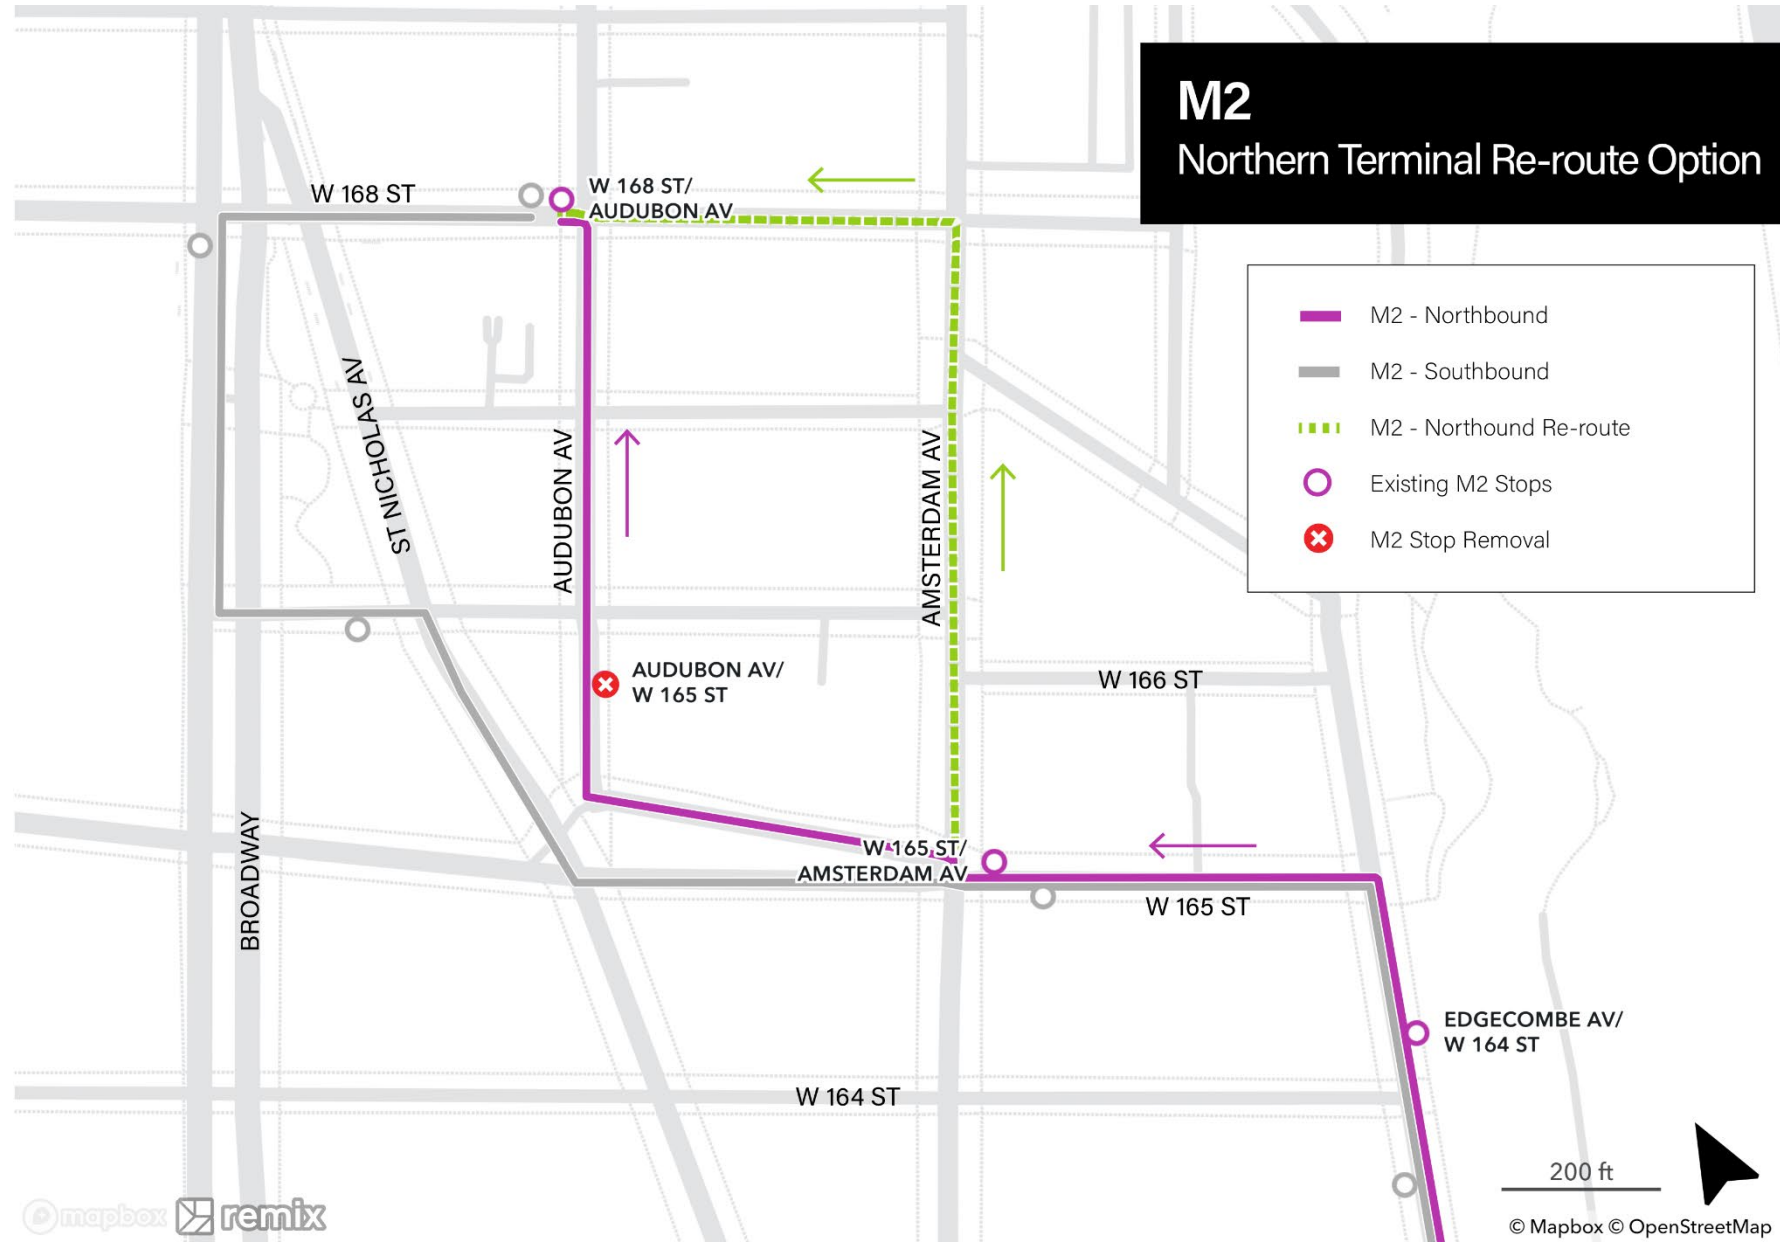 M2
Northern Terminal Re-route Option
W 168 ST
W 168 ST/
AUDUBON AV
M2 - Northbound
M2 - Southbound
M2 - Northound Re-route
Existing M2 Stops
M2 Stop Removal
ST NICHOLAS AV
AUDUBON AV
AMSTERDAM AV
AUDUBON AV/
W 165 ST
W 166 ST
BROADWAY
W 165 ST/
AMSTERDAM AV
W 165 ST
EDGECOMBE AV/
W 164 ST
W 164 ST
200 ft
mapbox remix
© Mapbox © OpenStreetMap